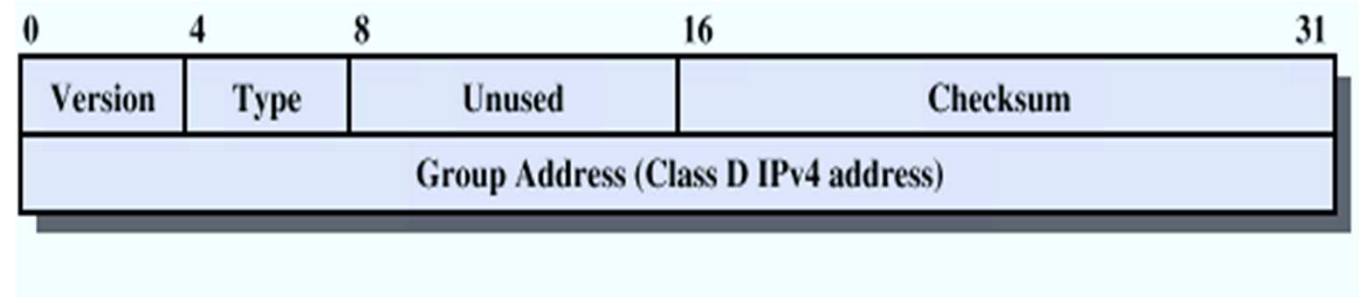 0 4 8 16 31
Version Type Unused Checksum
Group Address (Class D IPv4 address)